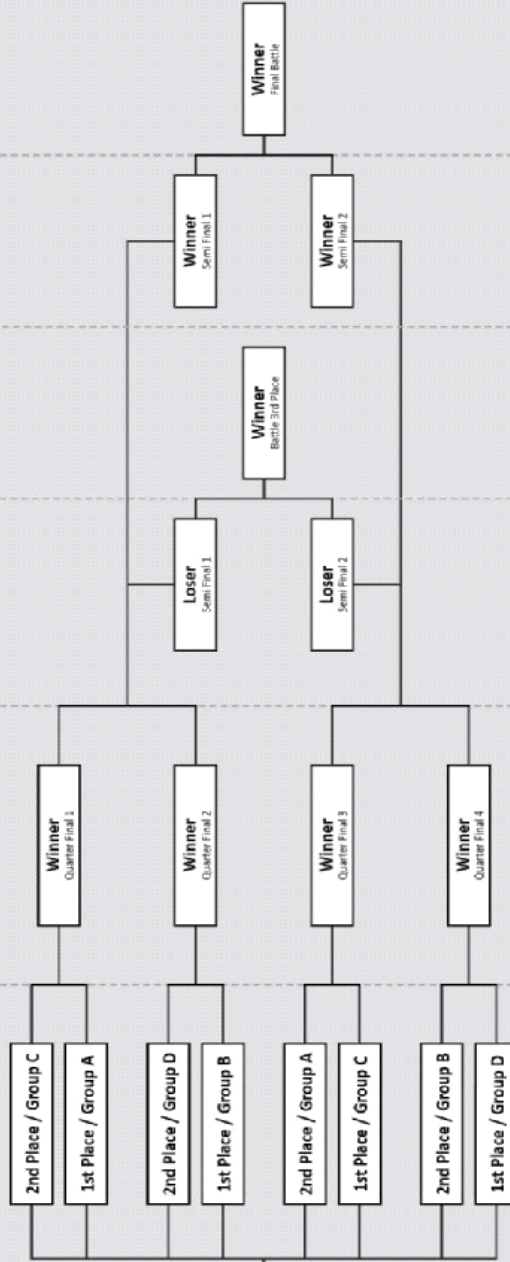 Winner
Final Battle
Winner
Semi Final 1
Winner
Semi Final 2
Winner
Battle 3rd Place
Loser
Semi Final 1
Loser
Semi Final 2
Winner
Quarter Final 1
Winner
Quarter Final 2
Winner
Quarter Final 3
Winner
Quarter Final 4
2nd Place / Group C
1st Place / Group A
2nd Place / Group D
1st Place / Group B
2nd Place / Group A
1st Place / Group C
2nd Place / Group B
1st Place / Group D